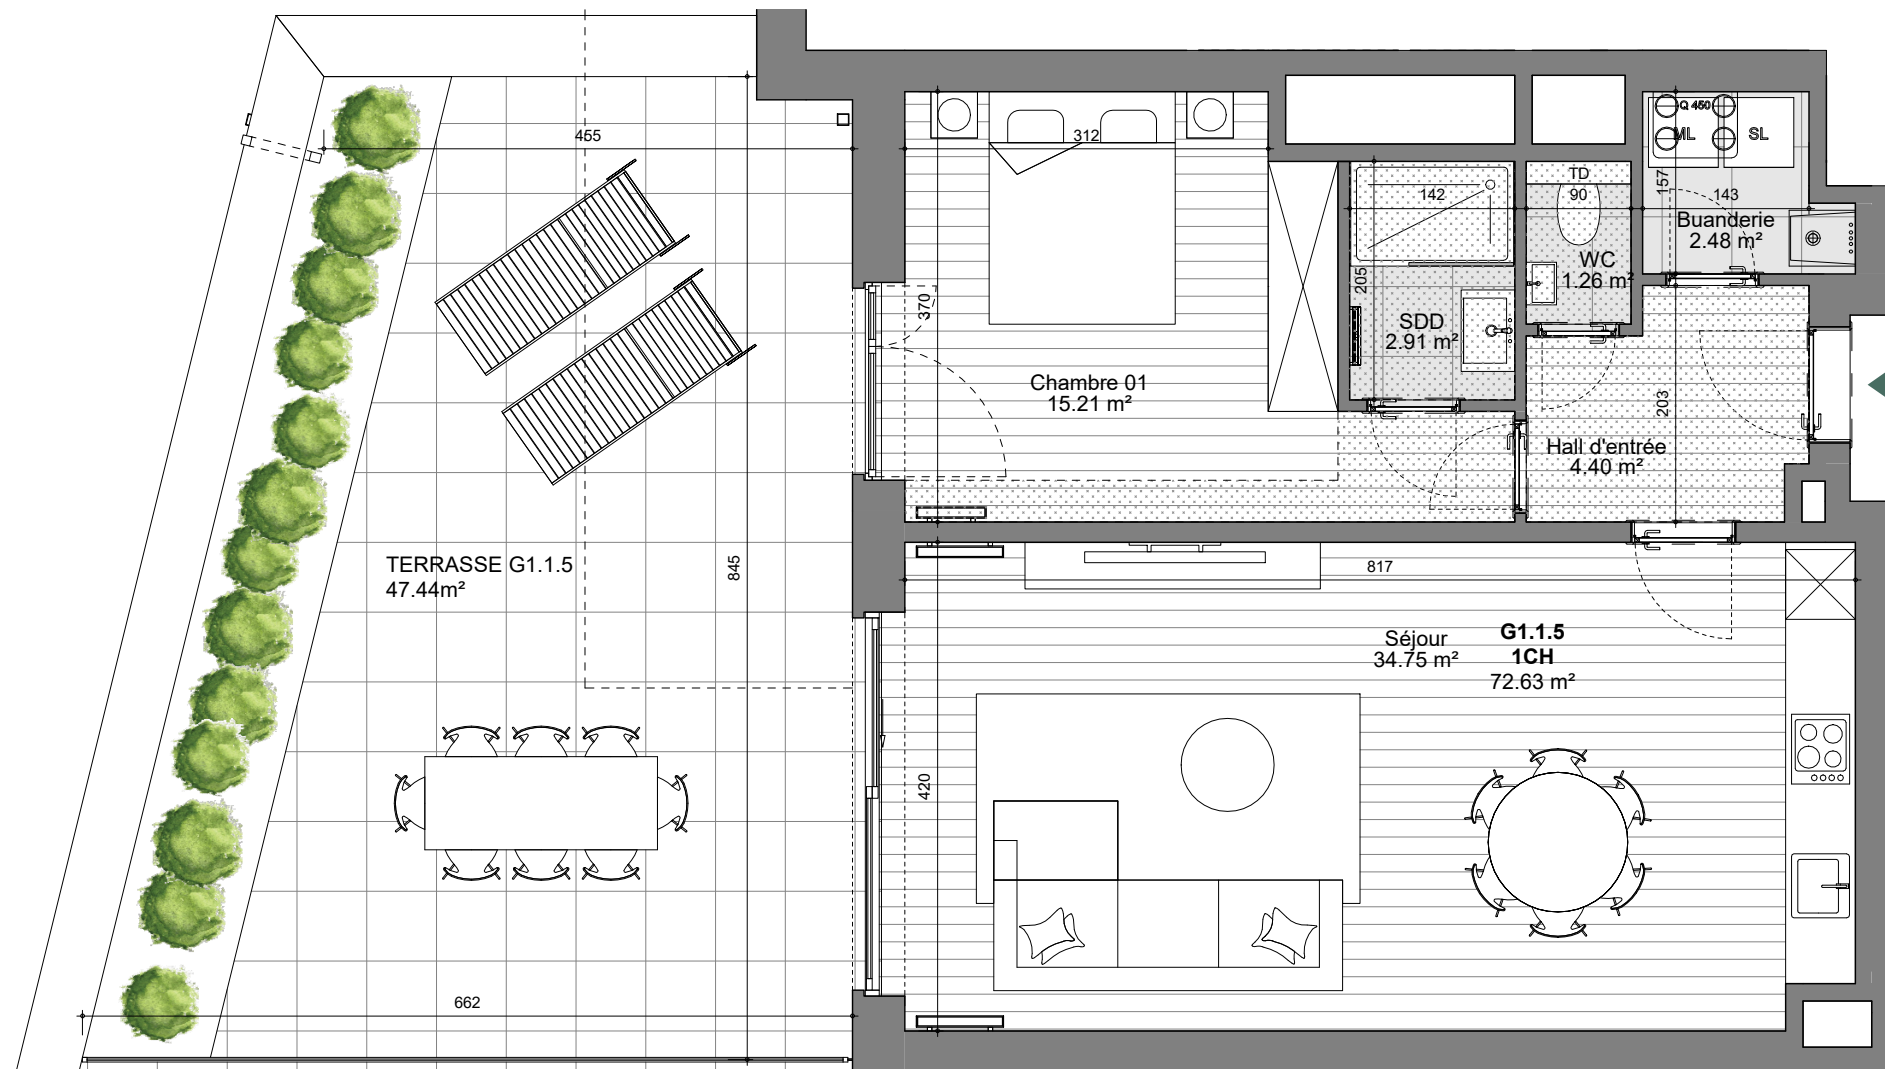 455
312
Q 450
ML
SL
157
143
Buanderie
2.48 m²
TD
90
WC
1.26 m²
142
205
SDD
2.91 m²
370
Chambre 01
15.21 m²
203
Hall d'entrée
4.40 m²
TERRASSE G1.1.5
47.44m²
845
817
Séjour
34.75 m²
G1.1.5
1CH
72.63 m²
420
662